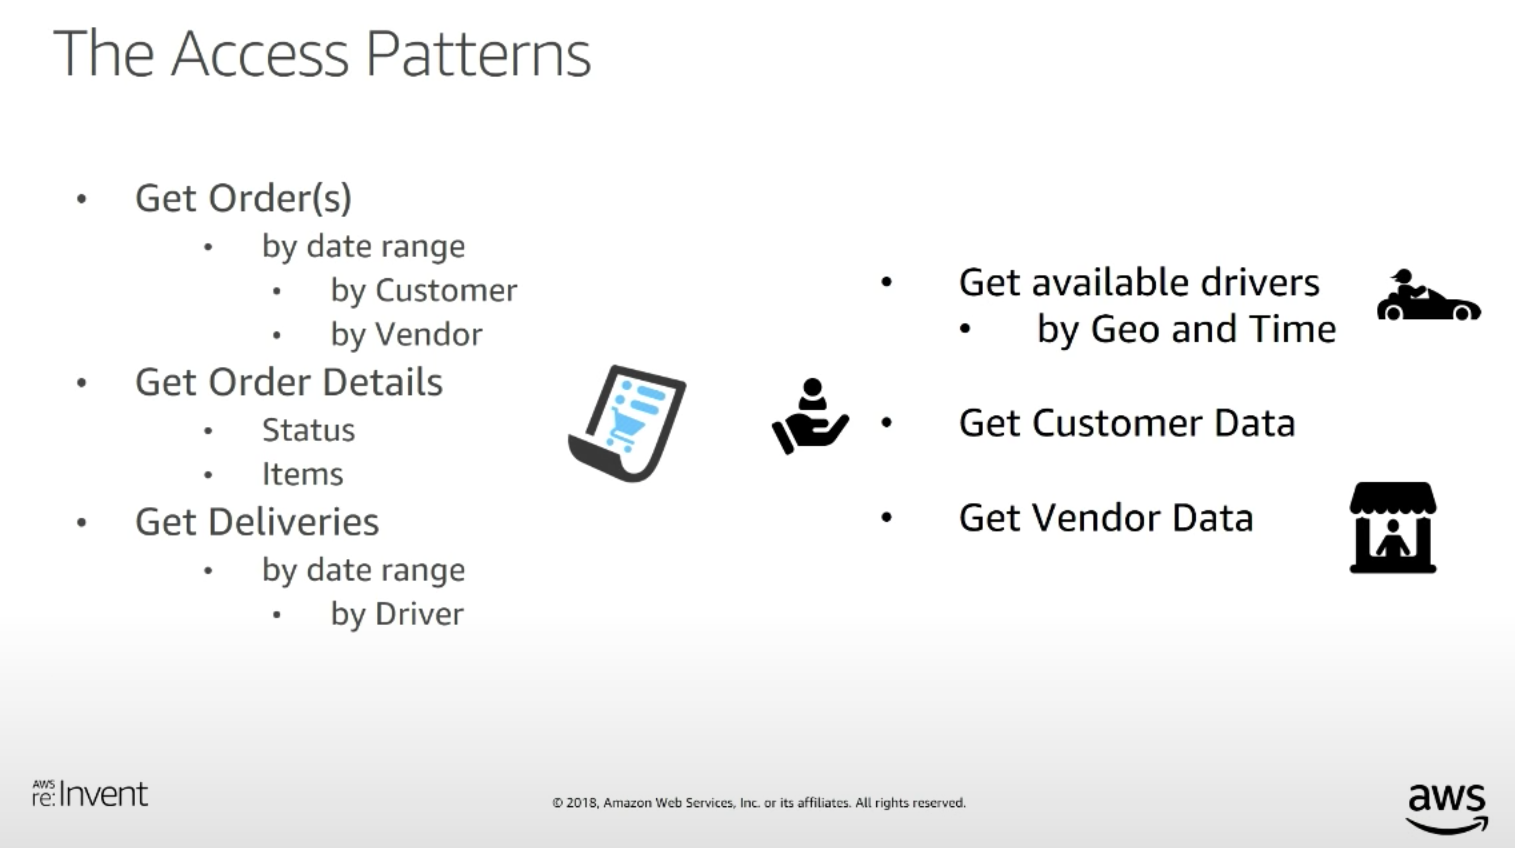 The Access Patterns
• Get Order(s)
• by date range
• by Customer
• by Vendor
• Get Order Details
• Status
• Items
• Get Deliveries
• by date range
• by Driver
• Get available drivers
• by Geo and Time
• Get Customer Data
• Get Vendor Data
AWS
re:Invent
© 2018, Amazon Web Services, Inc. or its affiliates. All rights reserved.
aws